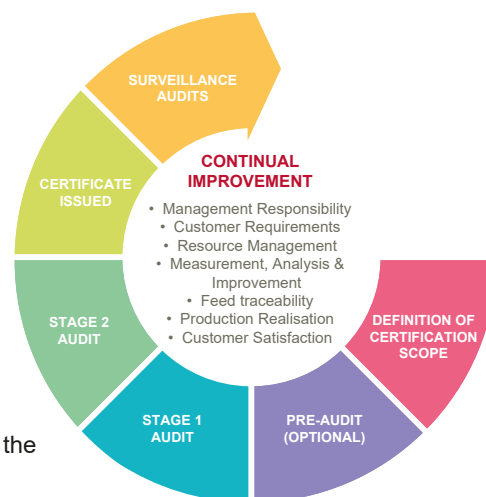 SURVEILLANCE
AUDITS
CERTIFICATE
ISSUED
CONTINUAL
IMPROVEMENT
• Management Responsibility
• Customer Requirements
• Resource Management
• Measurement, Analysis &
Improvement
• Feed traceability
• Production Realisation
• Customer Satisfaction
STAGE 2
AUDIT
DEFINITION OF
CERTIFICATION
SCOPE
STAGE 1
AUDIT
PRE-AUDIT
(OPTIONAL)
the